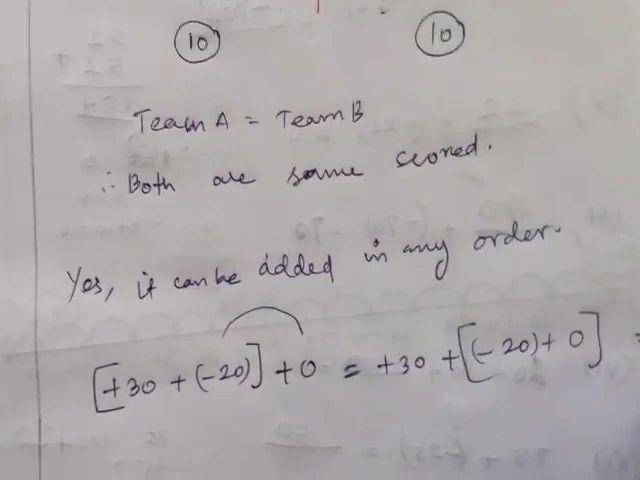 10 10
Team A = Team B
∴ Both are same scored.
Yes, it can be added in any order.
[+30 + (-20)] + 0 = +30 + [(-20) + 0] =